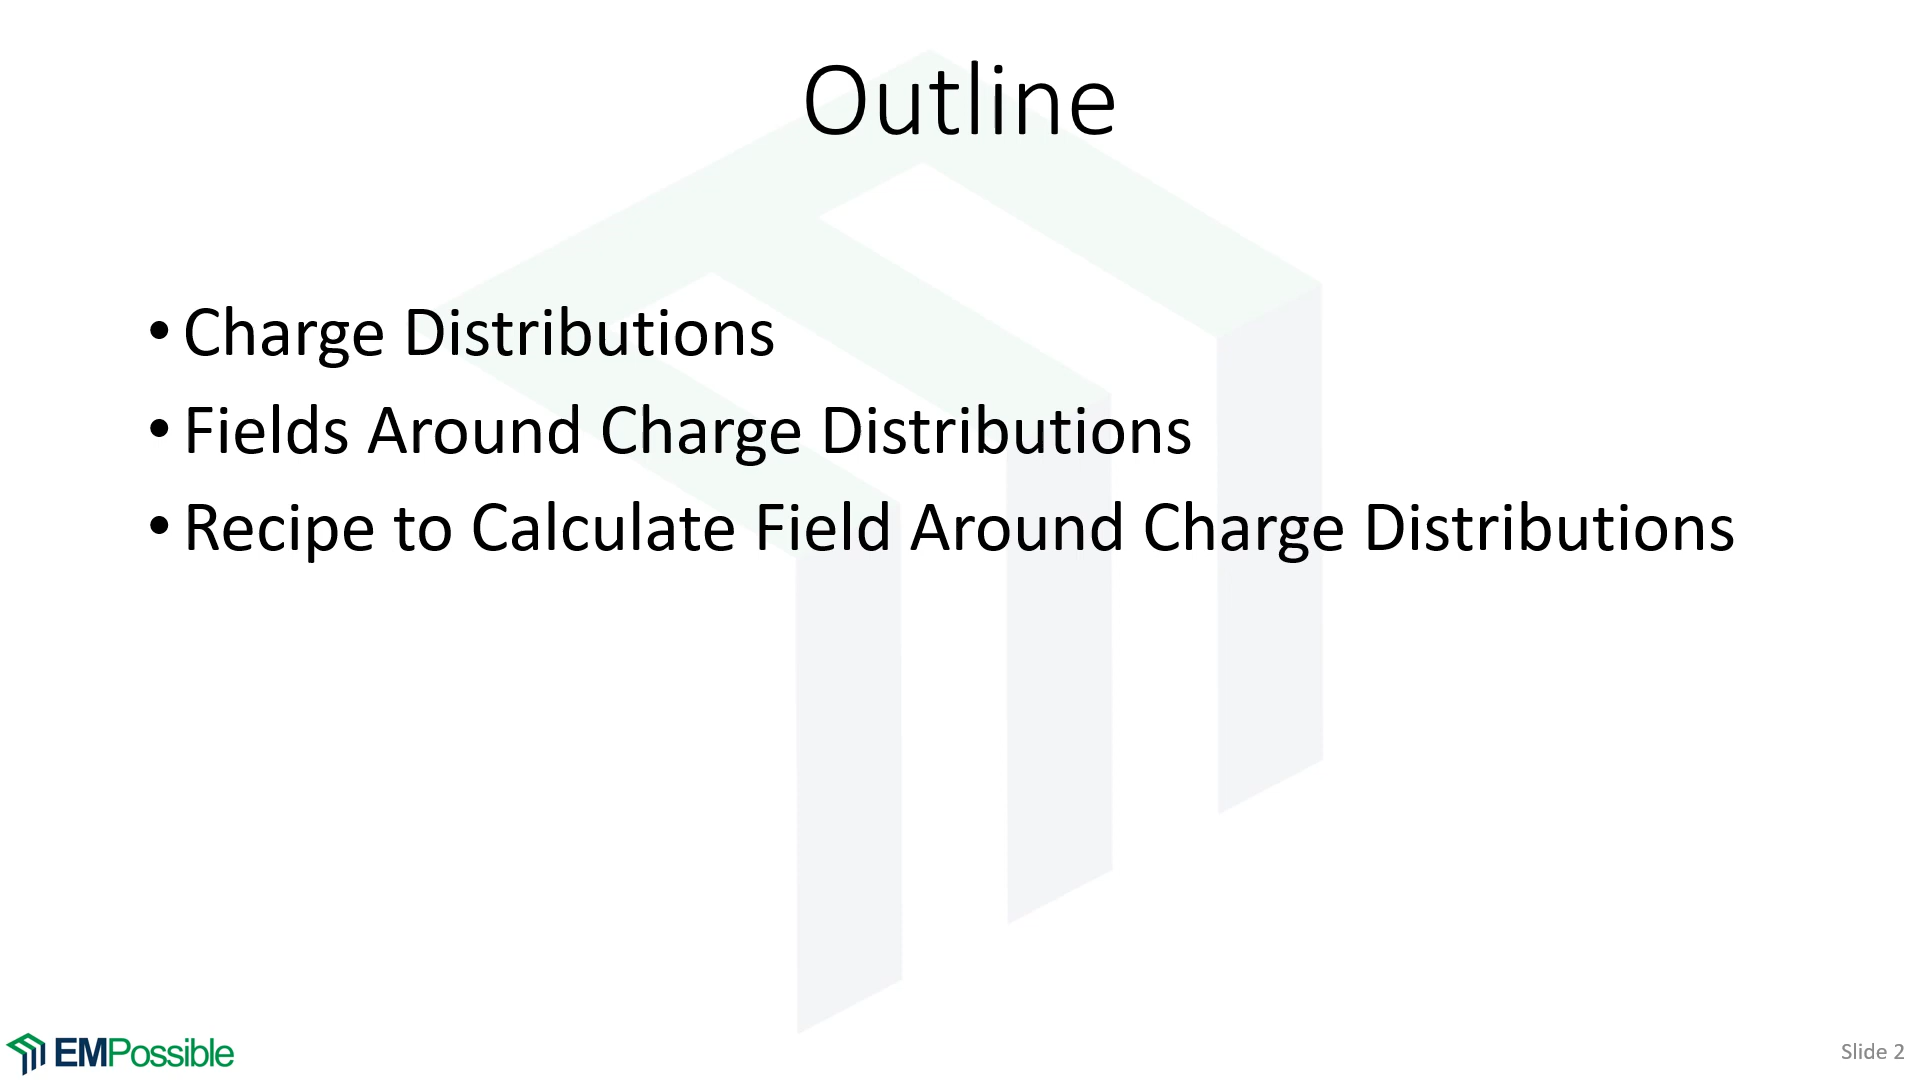 Outline
• Charge Distributions
• Fields Around Charge Distributions
• Recipe to Calculate Field Around Charge Distributions
EMPossible
Slide 2